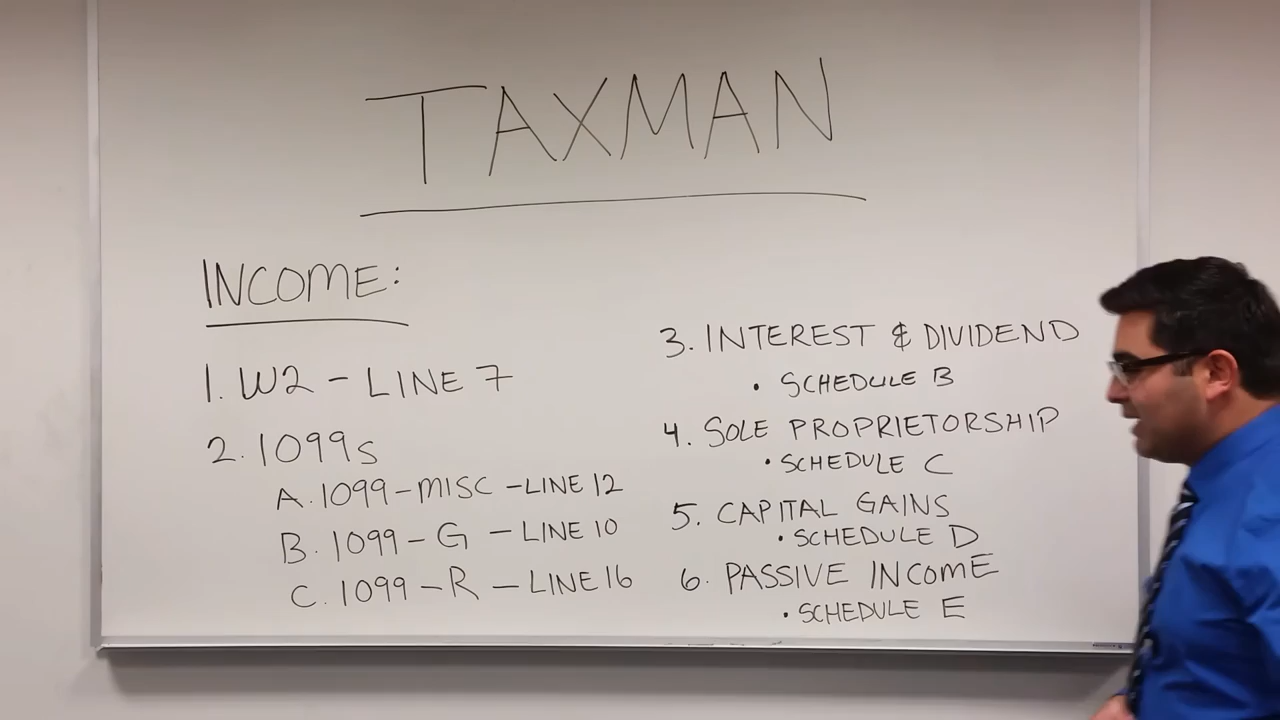 TAXMAN
INCOME:
1. W2 - LINE 7
2. 1099s
A. 1099-MISC - LINE 12
B. 1099-G - LINE 10
C. 1099-R - LINE 16
3. INTEREST & DIVIDEND
• SCHEDULE B
4. SOLE PROPRIETORSHIP
• SCHEDULE C
5. CAPITAL GAINS
• SCHEDULE D
6. PASSIVE INCOME
• SCHEDULE E